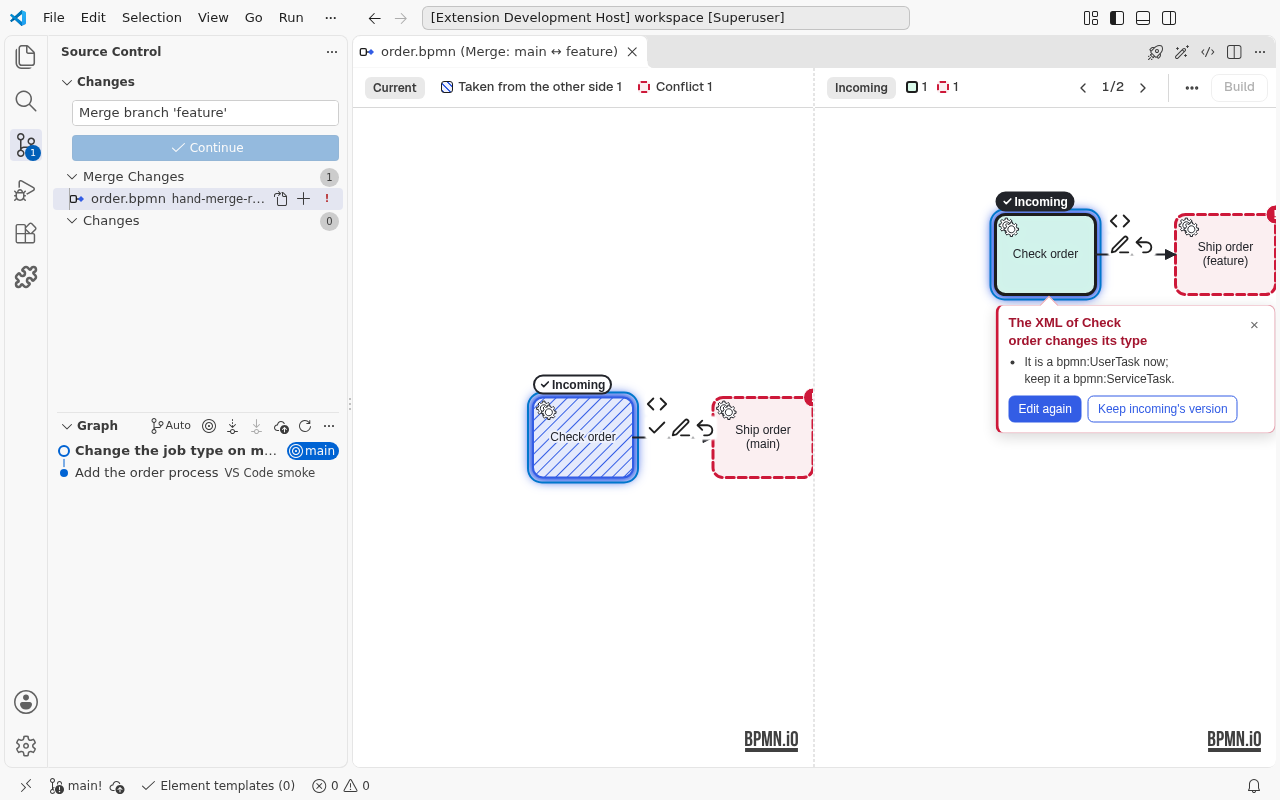 File Edit Selection View Go Run ···
[Extension Development Host] workspace [Superuser]
Source Control
Changes
Merge branch 'feature'
Continue
Merge Changes 1
order.bpmn hand-merge-r... !
Changes 0
Graph
Auto
Change the job type on m... main
Add the order process VS Code smoke
order.bpmn (Merge: main ↔ feature)
Current
Taken from the other side 1
Conflict 1
Incoming
1
1
1/2
Build
Incoming
Check order
Ship order
(main)
BPMN.iO
Incoming
Check order
Ship order
(feature)
The XML of Check
order changes its type
×
• It is a bpmn:UserTask now;
keep it a bpmn:ServiceTask.
Edit again
Keep incoming's version
BPMN.iO
1
main!
Element templates (0)
0
0